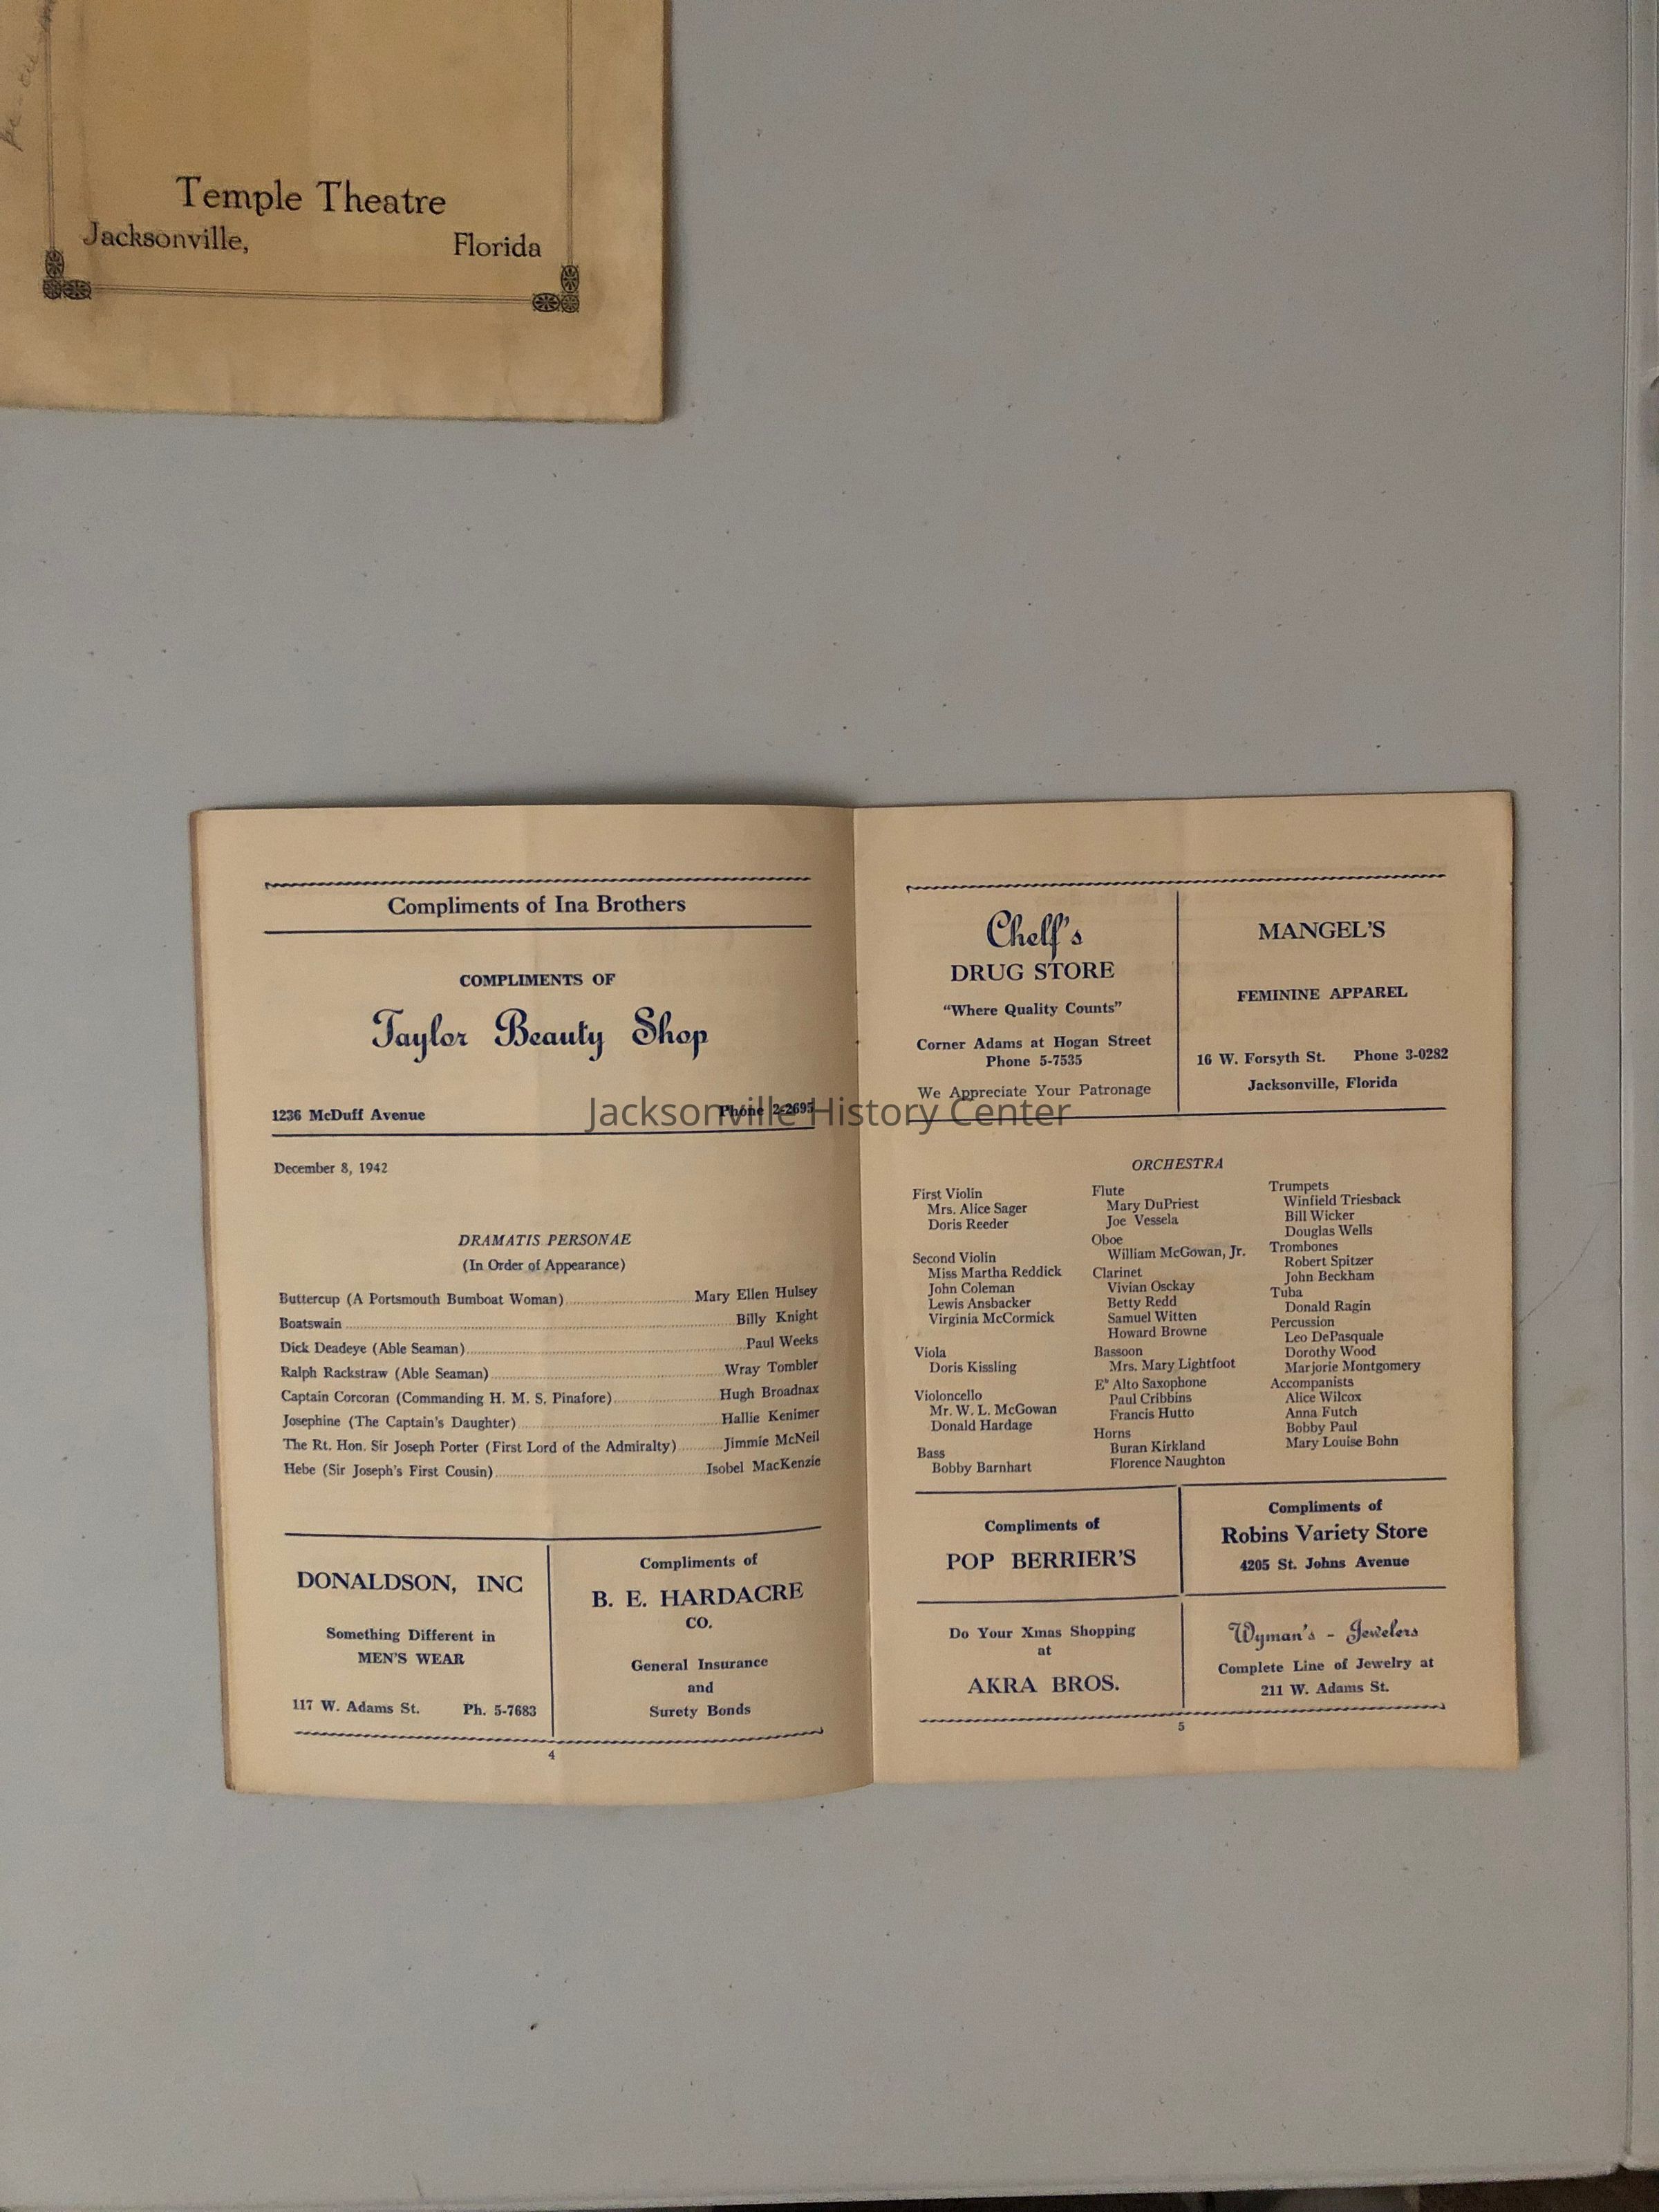 Temple Theatre
Jacksonville, Florida
Compliments of Ina Brothers
COMPLIMENTS OF
Taylor Beauty Shop
1236 McDuff Avenue Phone 2-2695
December 8, 1942
DRAMATIS PERSONAE
(In Order of Appearance)
Buttercup (A Portsmouth Bumboat Woman) Mary Ellen Hulsey
Boatswain Billy Knight
Dick Deadeye (Able Seaman) Paul Weeks
Ralph Rackstraw (Able Seaman) Wray Tombler
Captain Corcoran (Commanding H. M. S. Pinafore) Hugh Broadnax
Josephine (The Captain's Daughter) Hallie Kenimer
The Rt. Hon. Sir Joseph Porter (First Lord of the Admiralty) Jimmie McNeil
Hebe (Sir Joseph's First Cousin) Isobel MacKenzie
DONALDSON, INC
Something Different in
MEN'S WEAR
117 W. Adams St. Ph. 5-7683
Compliments of
B. E. HARDACRE
CO.
General Insurance
and
Surety Bonds
4
Chelf's
DRUG STORE
"Where Quality Counts"
Corner Adams at Hogan Street
Phone 5-7535
We Appreciate Your Patronage
MANGEL'S
FEMININE APPAREL
16 W. Forsyth St. Phone 3-0282
Jacksonville, Florida
ORCHESTRA
First Violin
Mrs. Alice Sager
Doris Reeder
Second Violin
Miss Martha Reddick
John Coleman
Lewis Ansbacker
Virginia McCormick
Viola
Doris Kissling
Violoncello
Mr. W. L. McGowan
Donald Hardage
Bass
Bobby Barnhart
Flute
Mary DuPriest
Joe Vessela
Oboe
William McGowan, Jr.
Clarinet
Vivian Osckay
Betty Redd
Samuel Witten
Howard Browne
Bassoon
Mrs. Mary Lightfoot
E♭ Alto Saxophone
Paul Cribbins
Francis Hutto
Horns
Buran Kirkland
Florence Naughton
Trumpets
Winfield Triesback
Bill Wicker
Douglas Wells
Trombones
Robert Spitzer
John Beckham
Tuba
Donald Ragin
Percussion
Leo DePasquale
Dorothy Wood
Marjorie Montgomery
Accompanists
Alice Wilcox
Anna Futch
Bobby Paul
Mary Louise Bohn
Compliments of
POP BERRIER'S
Compliments of
Robins Variety Store
4205 St. Johns Avenue
Do Your Xmas Shopping
at
AKRA BROS.
Wyman's - Jewelers
Complete Line of Jewelry at
211 W. Adams St.
5
Jacksonville History Center